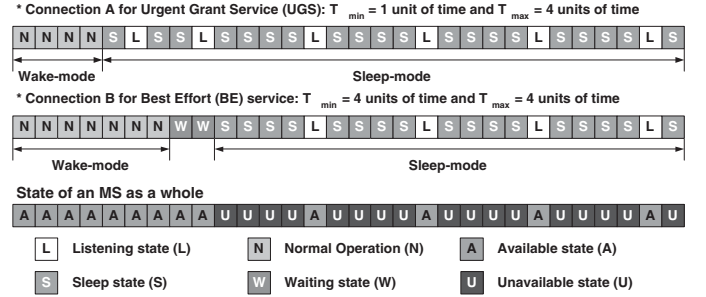 * Connection A for Urgent Grant Service (UGS): T min = 1 unit of time and T max = 4 units of time
N N N N S L S S L S S S S L S S S S L S S S S L S S S S L S
Wake-mode Sleep-mode
* Connection B for Best Effort (BE) service: T min = 4 units of time and T max = 4 units of time
N N N N N N N W W S S S S L S S S S L S S S S L S S S S L S
Wake-mode Sleep-mode
State of an MS as a whole
A A A A A A A A A U U U U A U U U U A U U U U A U U U U A U
L Listening state (L) N Normal Operation (N) A Available state (A)
S Sleep state (S) W Waiting state (W) U Unavailable state (U)